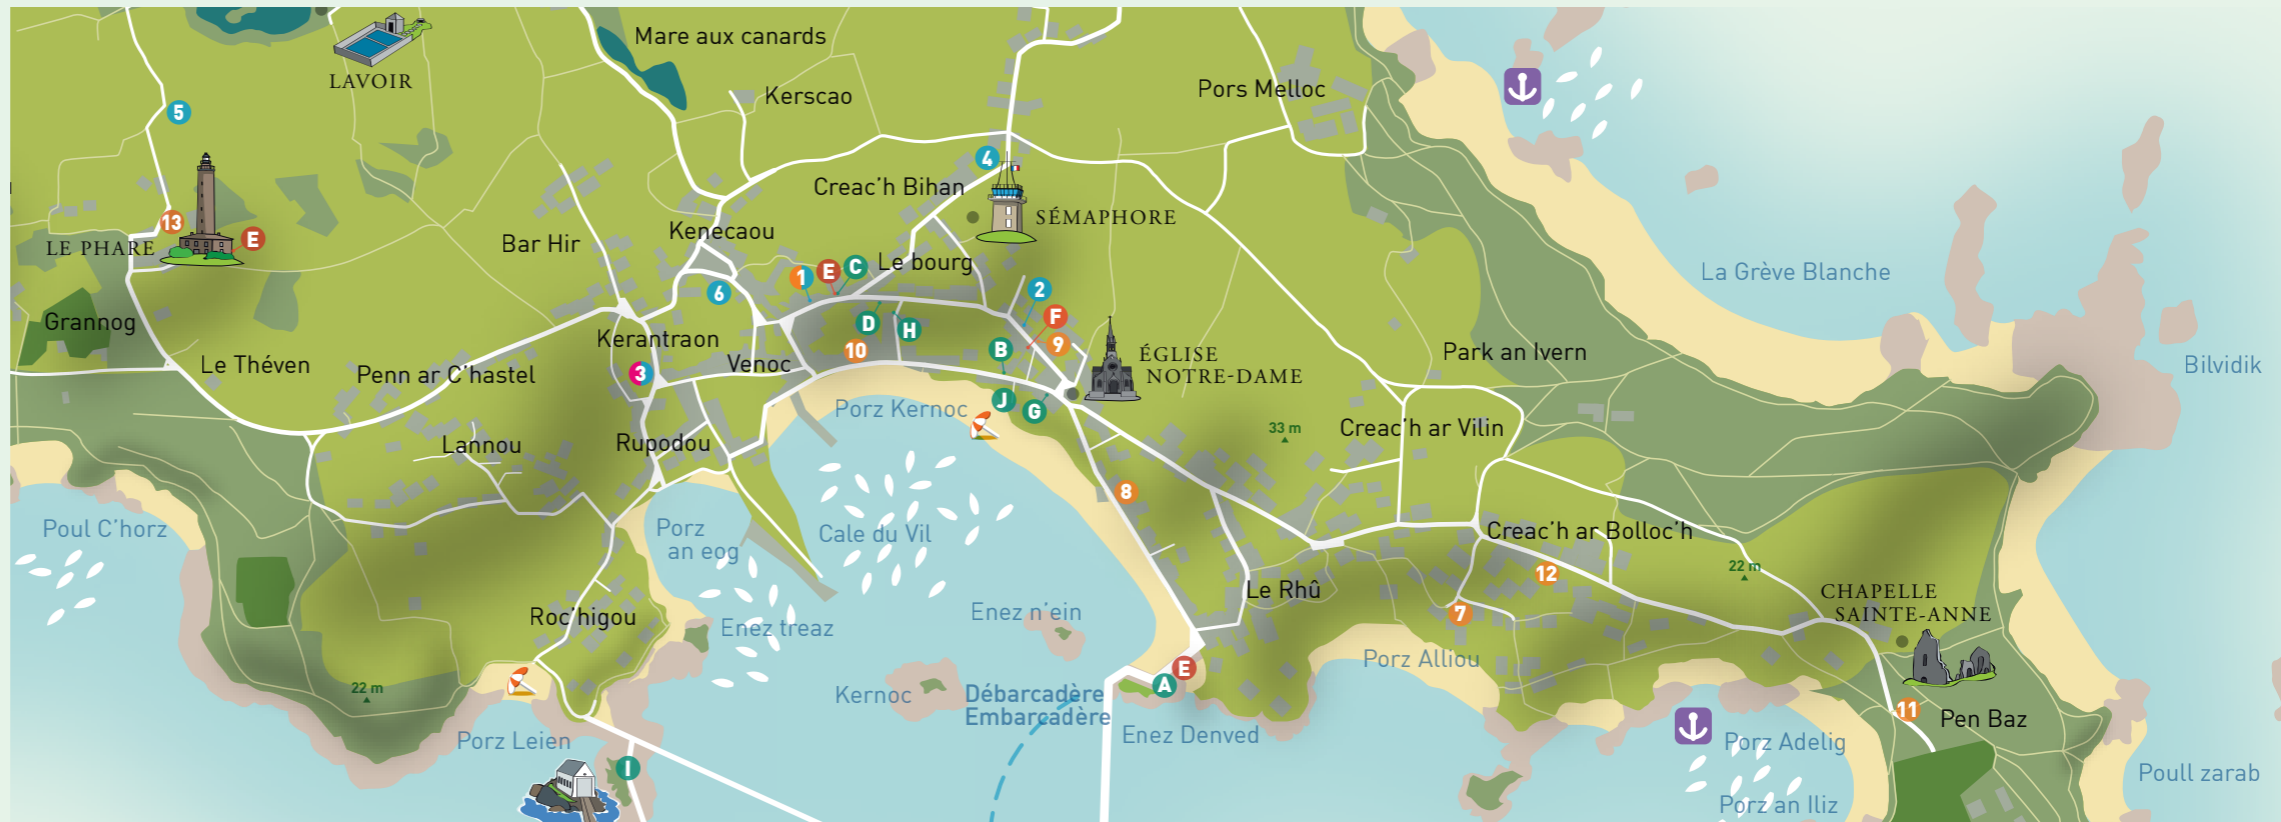 Mare aux canards
LAVOIR
Kerscao
Pors Melloc
5
4
Creac'h Bihan
SÉMAPHORE
13
LE PHARE
E
Bar Hir
Kenecaou
Le bourg
La Grève Blanche
1
E
C
6
2
Grannog
D
H
F
9
Kerantraon
10
B
ÉGLISE
NOTRE-DAME
Park an Ivern
Le Théven
Penn ar C'hastel
3
Venoc
Bilvidik
Porz Kernoc
J
G
33 m
Creac'h ar Vilin
Lannou
Rupodou
8
Poul C'horz
Porz
an eog
Cale du Vil
Creac'h ar Bolloc'h
22 m
12
Le Rhû
CHAPELLE
SAINTE-ANNE
Roc'higou
Enez treaz
Enez n'ein
7
Porz Alliou
22 m
Kernoc
Débarcadère
Embarcadère
A
E
Enez Denved
11
Pen Baz
Porz Leien
I
Porz Adelig
Poull zarab
Porz an Iliz